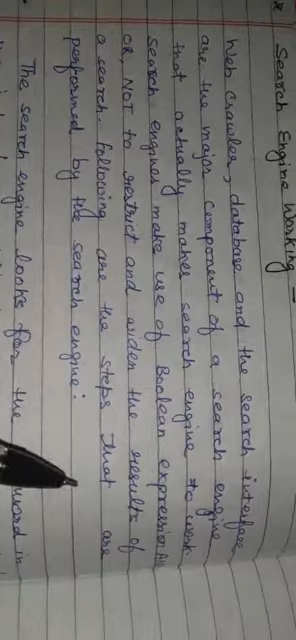 * Search Engine Working -
Web crawler, database and the search interface
are the major component of a search engine
that actually makes search engine to work.
search engines make use of Boolean expression
OR, NOT to restrict and widen the results of
a search. following are the steps that are
performed by the search engine:
The search engine looks for the word in